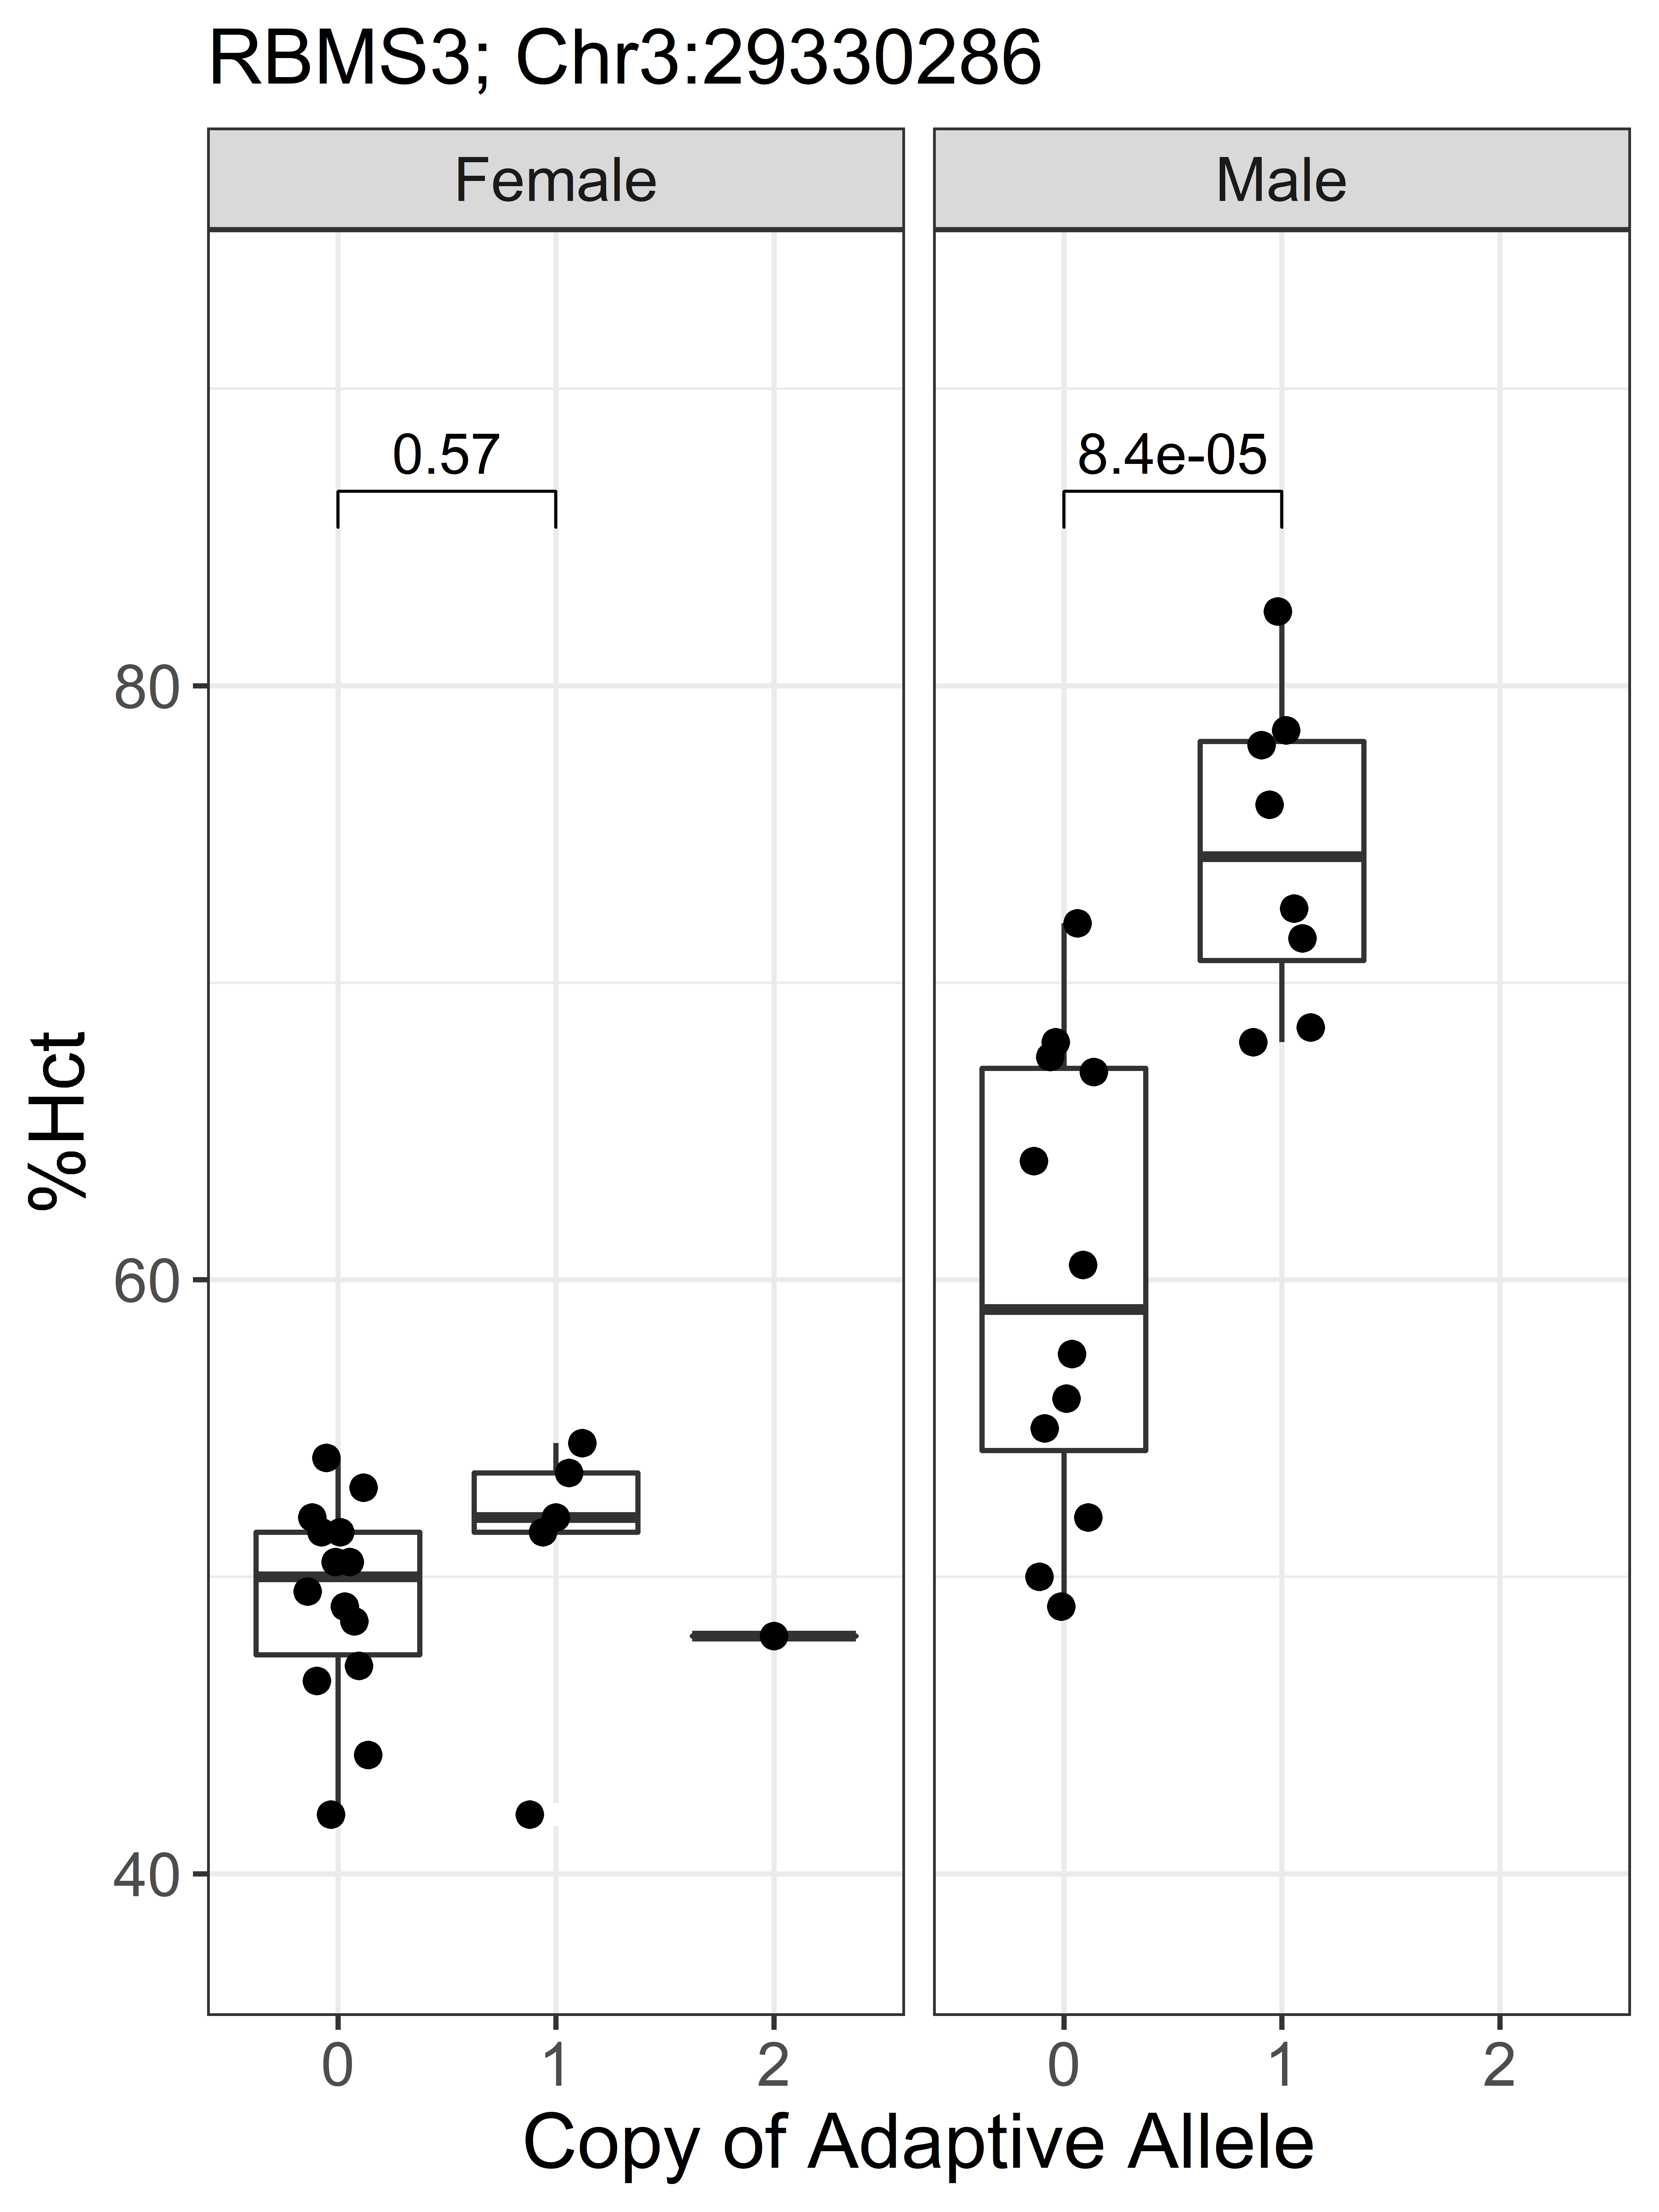 RBMS3; Chr3:29330286
Female Male
0.57 8.4e-05
80
60
40
%Hct
0 1 2 0 1 2
Copy of Adaptive Allele